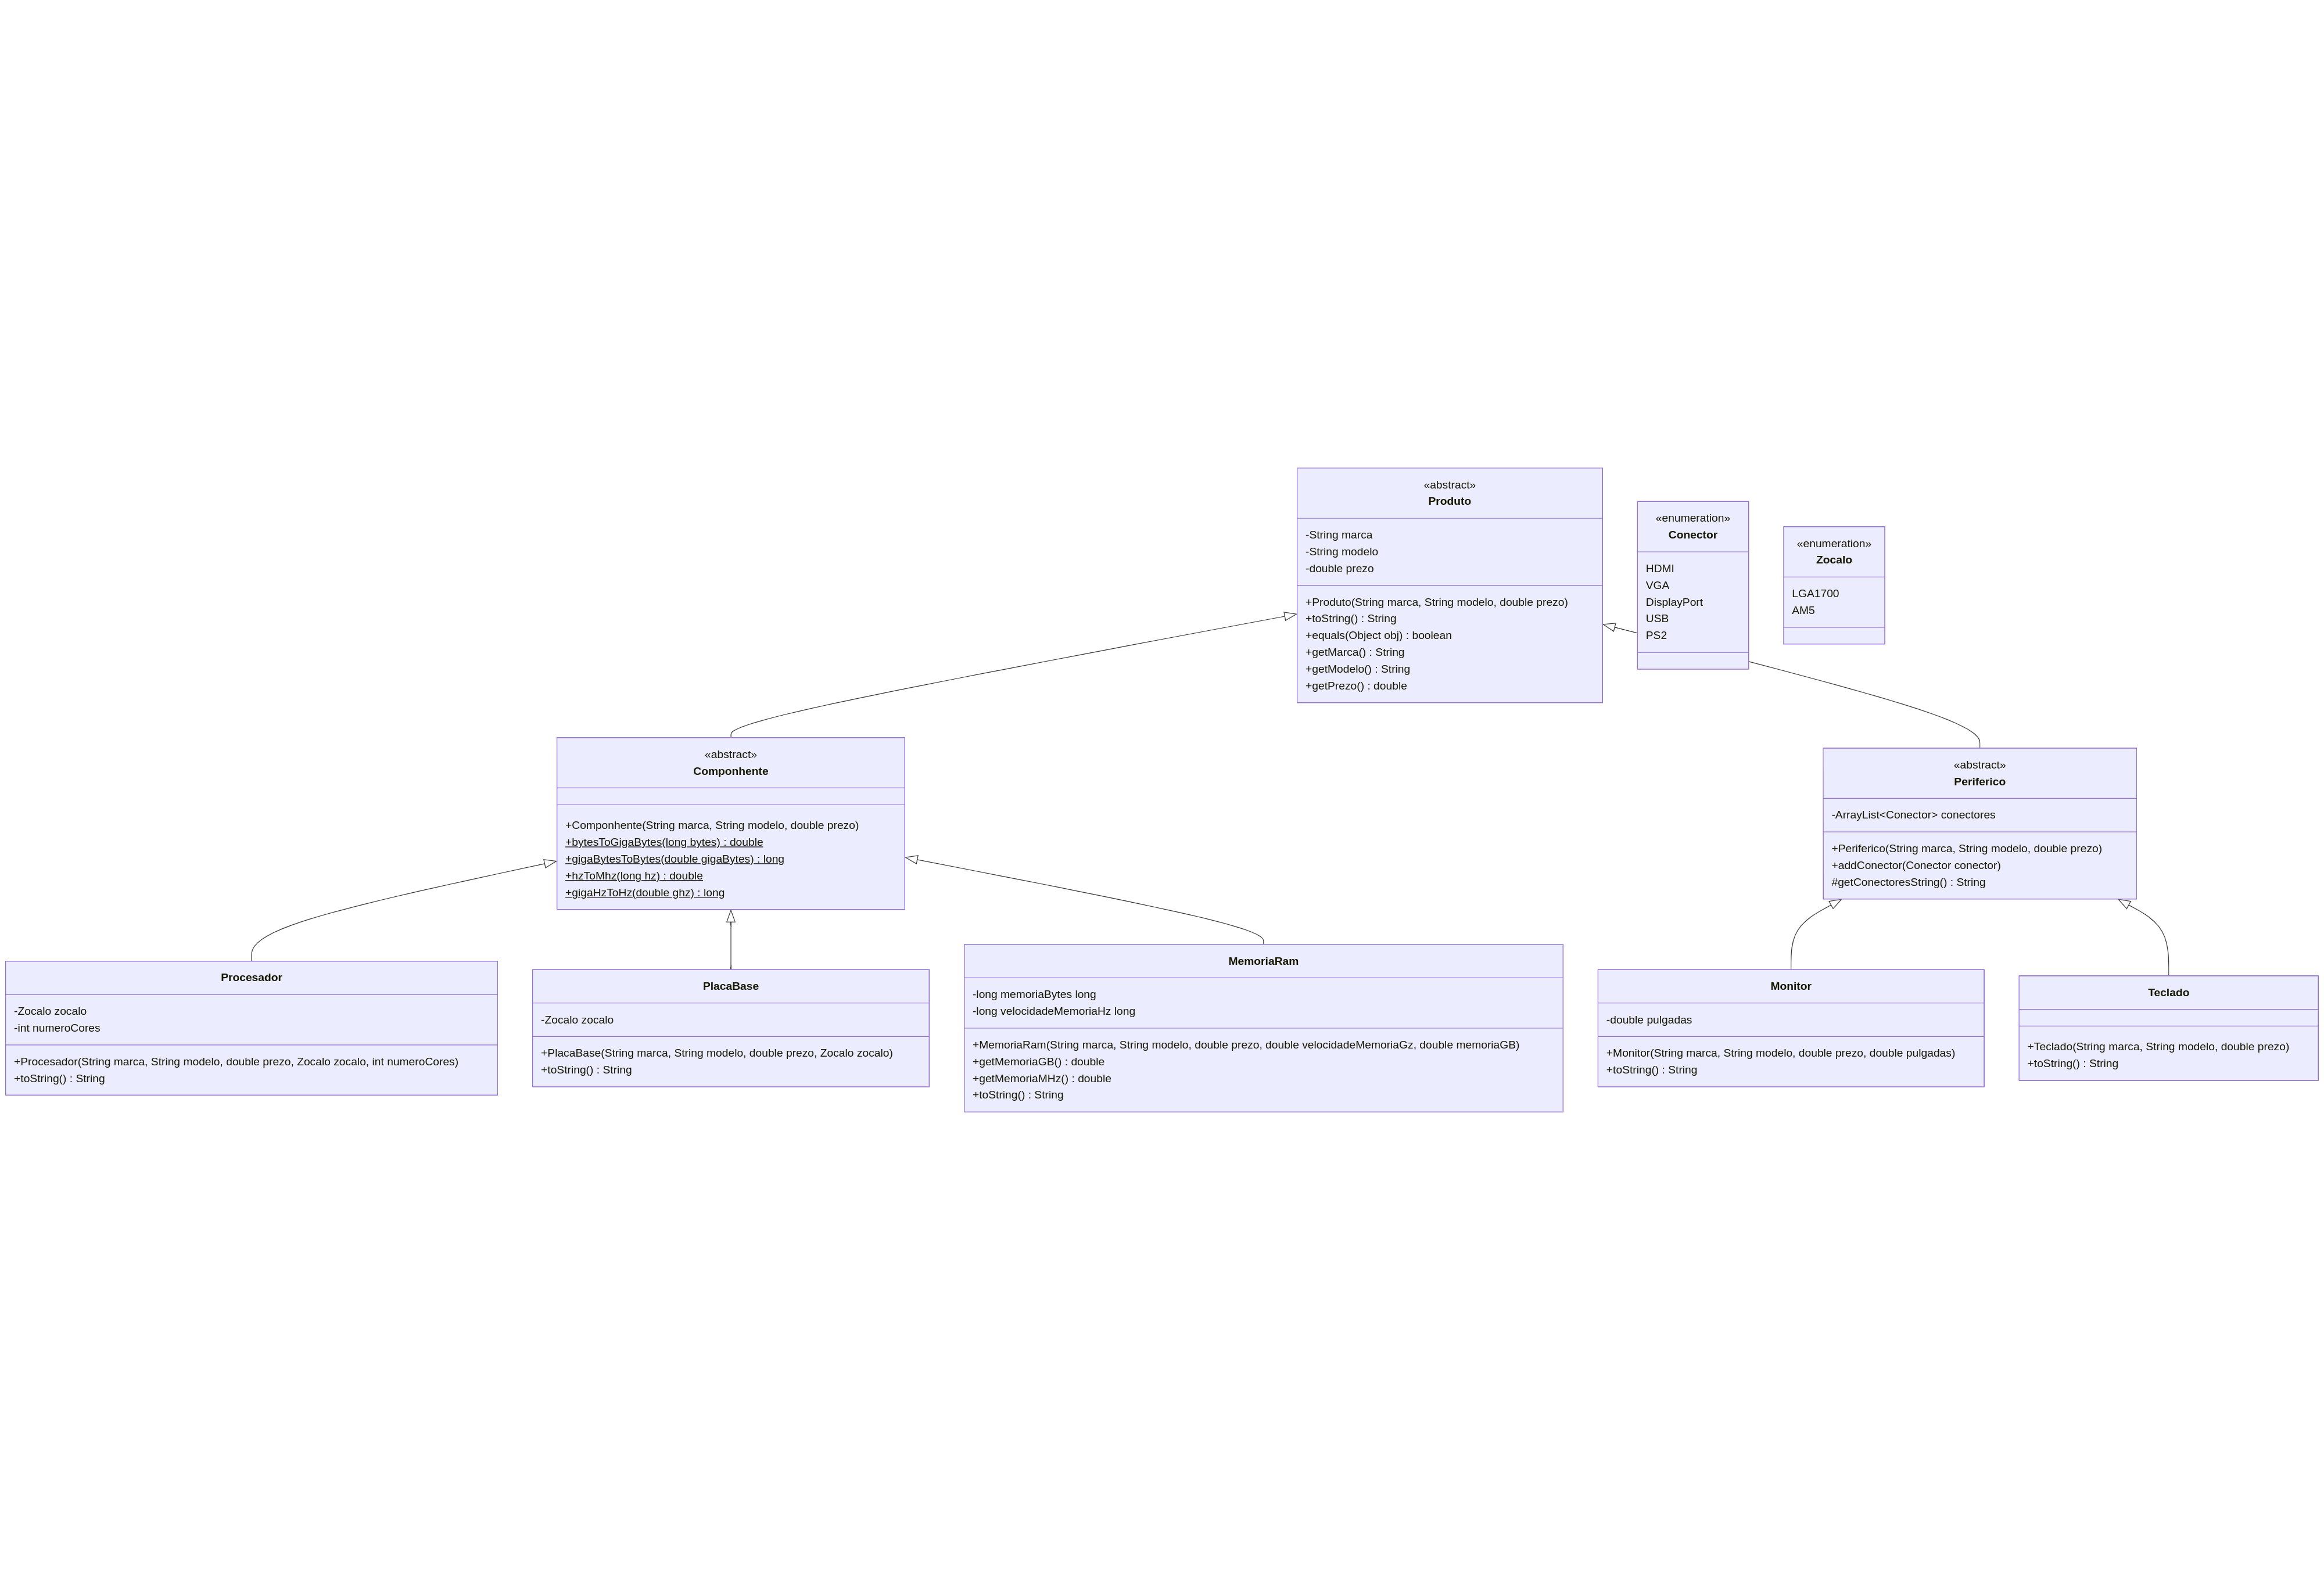 «abstract»
Produto
-String marca
-String modelo
-double prezo
+Produto(String marca, String modelo, double prezo)
+toString() : String
+equals(Object obj) : boolean
+getMarca() : String
+getModelo() : String
+getPrezo() : double
«enumeration»
Conector
HDMI
VGA
DisplayPort
USB
PS2
«enumeration»
Zocalo
LGA1700
AM5
«abstract»
Componhente
+Componhente(String marca, String modelo, double prezo)
+bytesToGigaBytes(long bytes) : double
+gigaBytesToBytes(double gigaBytes) : long
+hzToMhz(long hz) : double
+gigaHzToHz(double ghz) : long
«abstract»
Periferico
-ArrayList<Conector> conectores
+Periferico(String marca, String modelo, double prezo)
+addConector(Conector conector)
#getConectoresString() : String
Procesador
-Zocalo zocalo
-int numeroCores
+Procesador(String marca, String modelo, double prezo, Zocalo zocalo, int numeroCores)
+toString() : String
PlacaBase
-Zocalo zocalo
+PlacaBase(String marca, String modelo, double prezo, Zocalo zocalo)
+toString() : String
MemoriaRam
-long memoriaBytes long
-long velocidadeMemoriaHz long
+MemoriaRam(String marca, String modelo, double prezo, double velocidadeMemoriaGz, double memoriaGB)
+getMemoriaGB() : double
+getMemoriaMHz() : double
+toString() : String
Monitor
-double pulgadas
+Monitor(String marca, String modelo, double prezo, double pulgadas)
+toString() : String
Teclado
+Teclado(String marca, String modelo, double prezo)
+toString() : String